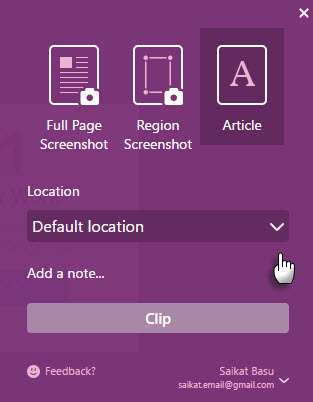 Full Page
Screenshot
Region
Screenshot
A
Article
Location
Default location
Add a note...
Clip
Feedback?
Saikat Basu
saikat.email@gmail.com